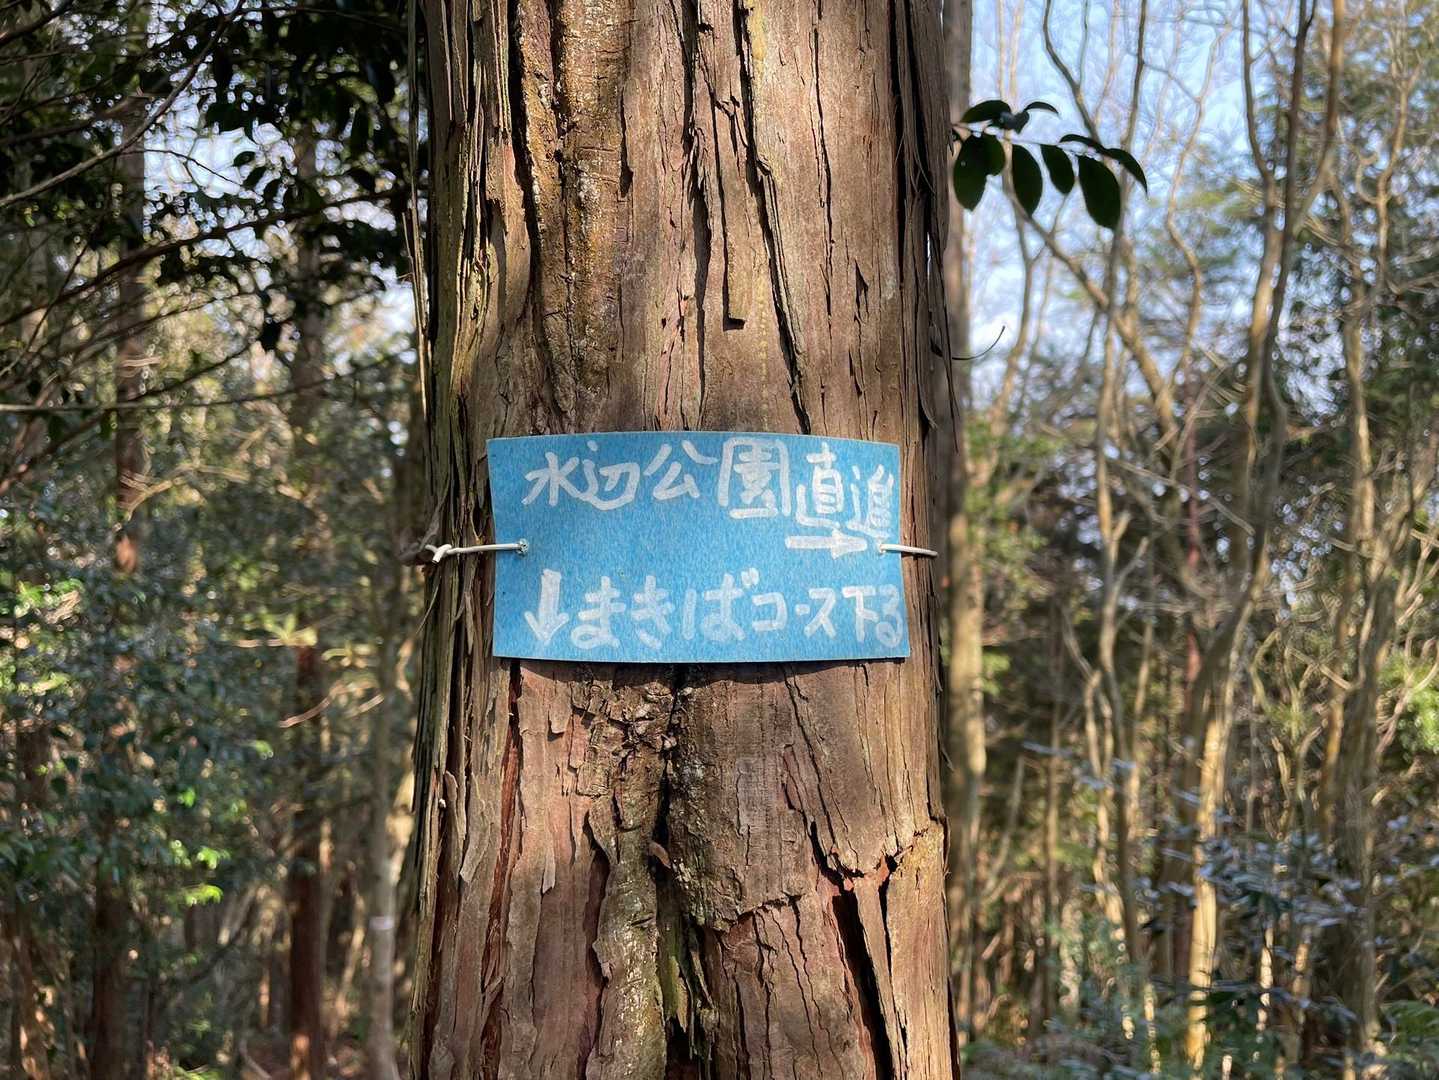 水辺公園直進
→
↓まきばコース下る